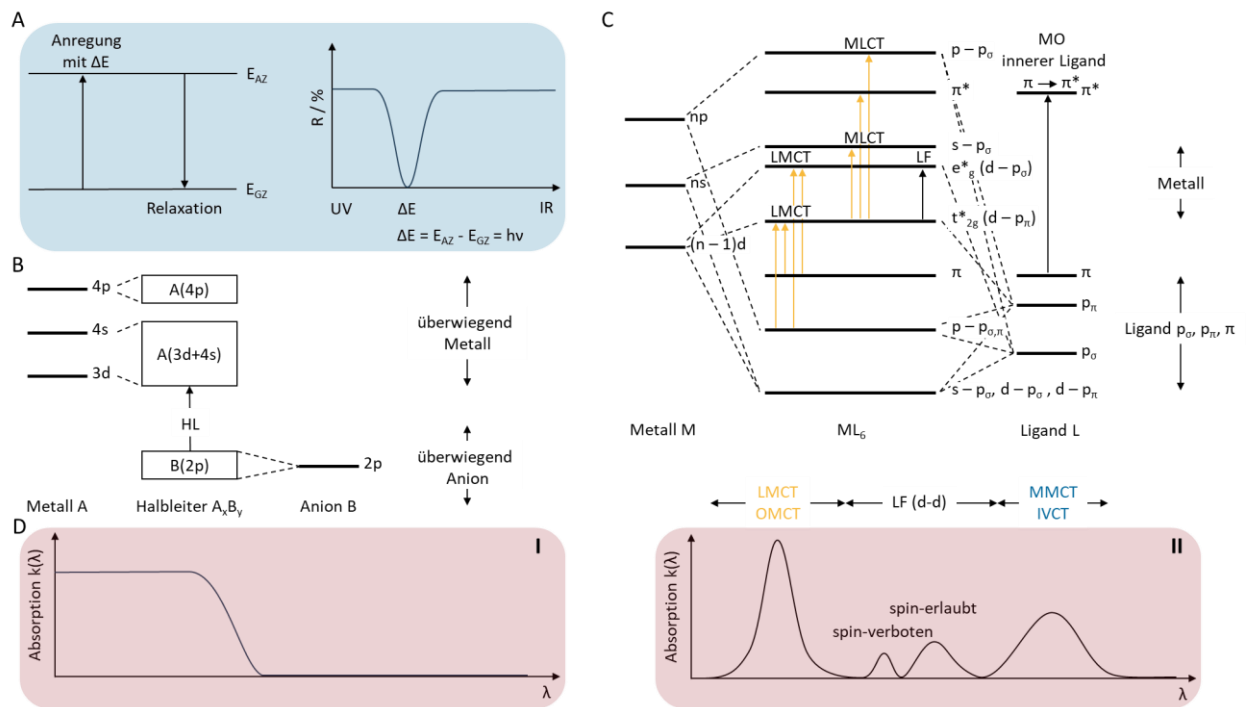 A
Anregung
mit ΔE
E_AZ
E_GZ
Relaxation
R / %
UV
ΔE
IR
ΔE = E_AZ - E_GZ = hν
B
4p
A(4p)
4s
A(3d+4s)
3d
HL
B(2p)
2p
überwiegend
Metall
überwiegend
Anion
Metall A
Halbleiter A_xB_y
Anion B
C
MLCT
p – p_σ
MO
innerer Ligand
π → π*
π*
π*
np
MLCT
s – p_σ
LMCT
LF
e*_g (d – p_σ)
ns
Metall
LMCT
t*_2g (d – p_π)
(n – 1)d
π
π
p_π
p – p_σ,π
Ligand p_σ, p_π, π
p_σ
s – p_σ, d – p_σ , d – p_π
Metall M
ML_6
Ligand L
D
I
Absorption k(λ)
λ
LMCT
OMCT
LF (d-d)
MMCT
IVCT
II
Absorption k(λ)
spin-erlaubt
spin-verboten
λ